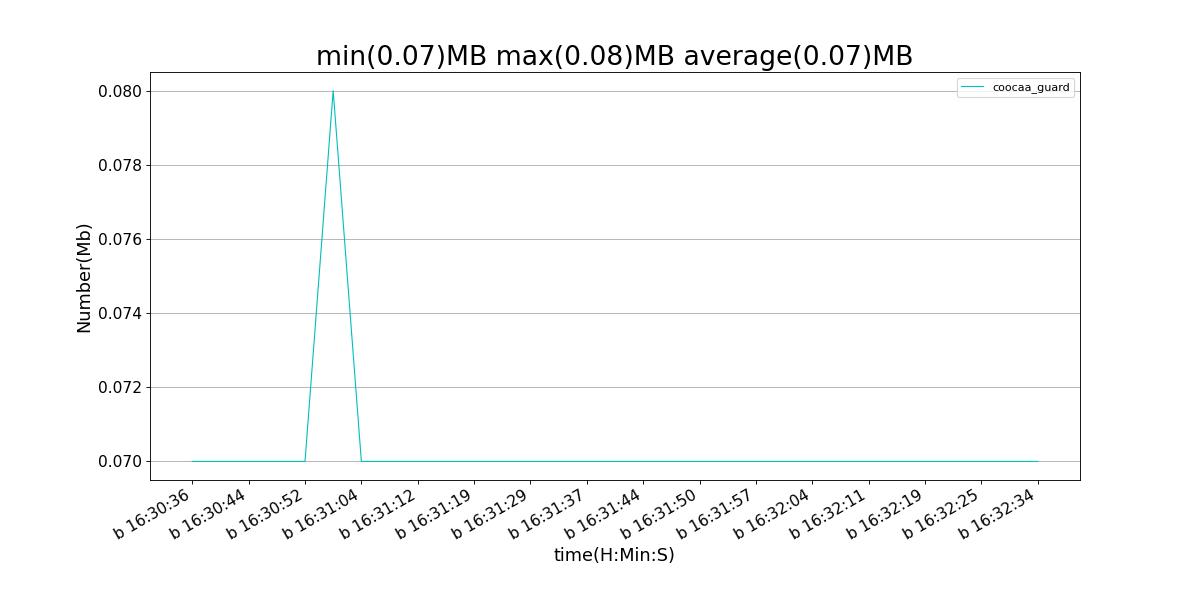 min(0.07)MB max(0.08)MB average(0.07)MB
coocaa_guard
0.080
0.078
0.076
0.074
0.072
0.070
Number(Mb)
b 16:30:36
b 16:30:44
b 16:30:52
b 16:31:04
b 16:31:12
b 16:31:19
b 16:31:29
b 16:31:37
b 16:31:44
b 16:31:50
b 16:31:57
b 16:32:04
b 16:32:11
b 16:32:19
b 16:32:25
b 16:32:34
time(H:Min:S)